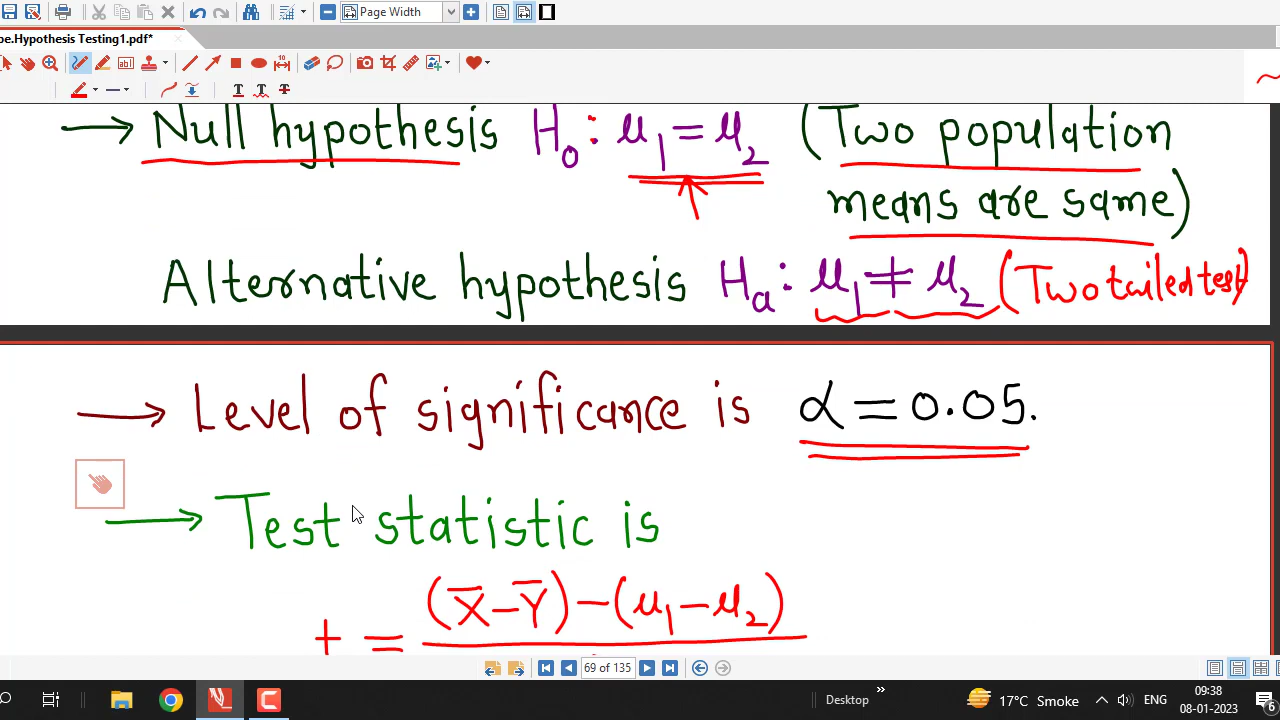 Page Width
pe.Hypothesis Testing1.pdf*
→ Null hypothesis H₀ : μ₁ = μ₂ (Two population
means are same)
Alternative hypothesis Hₐ : μ₁ ≠ μ₂ (Two tailed test)
→ Level of significance is α = 0.05.
→ Test statistic is
t = (X̅ − Y̅) − (μ₁ − μ₂)
69 of 135
Desktop
17°C Smoke
ENG
09:38
08-01-2023
6